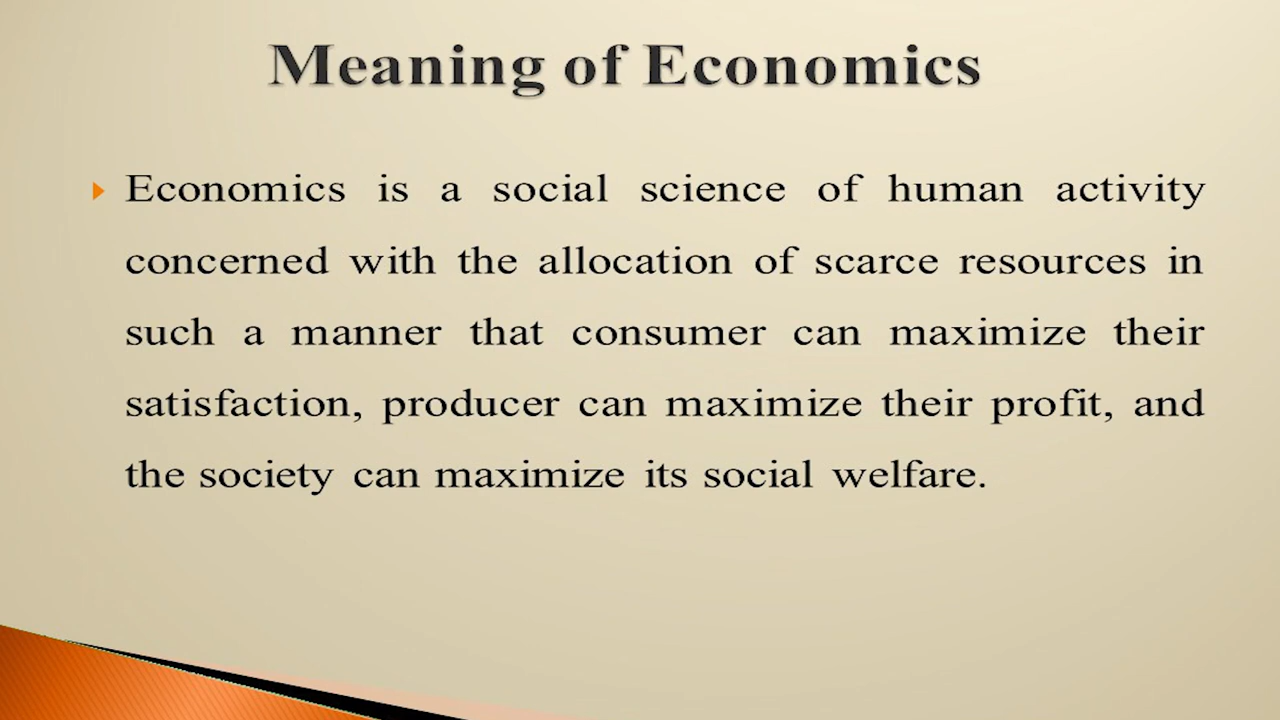 Meaning of Economics
Economics is a social science of human activity
concerned with the allocation of scarce resources in
such a manner that consumer can maximize their
satisfaction, producer can maximize their profit, and
the society can maximize its social welfare.